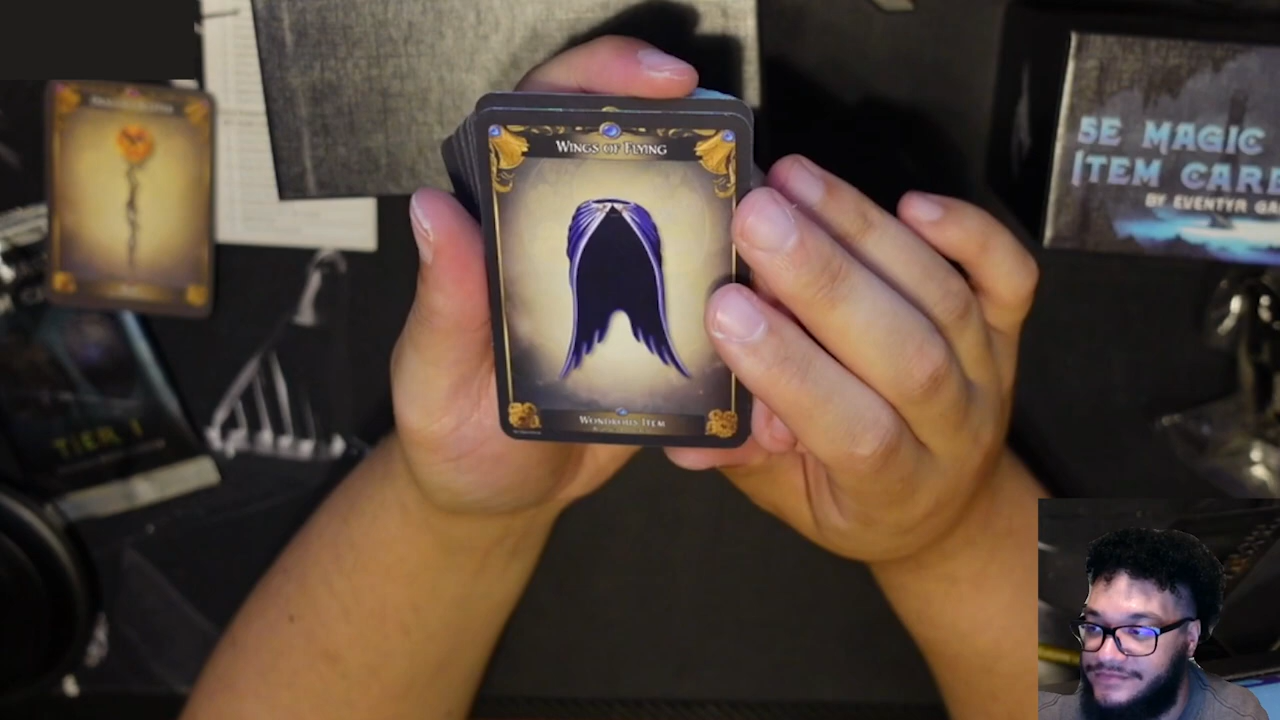 Wings of Flying
Wondrous Item
5E Magic
Item Car
by Eventyr Ga
Tier 1